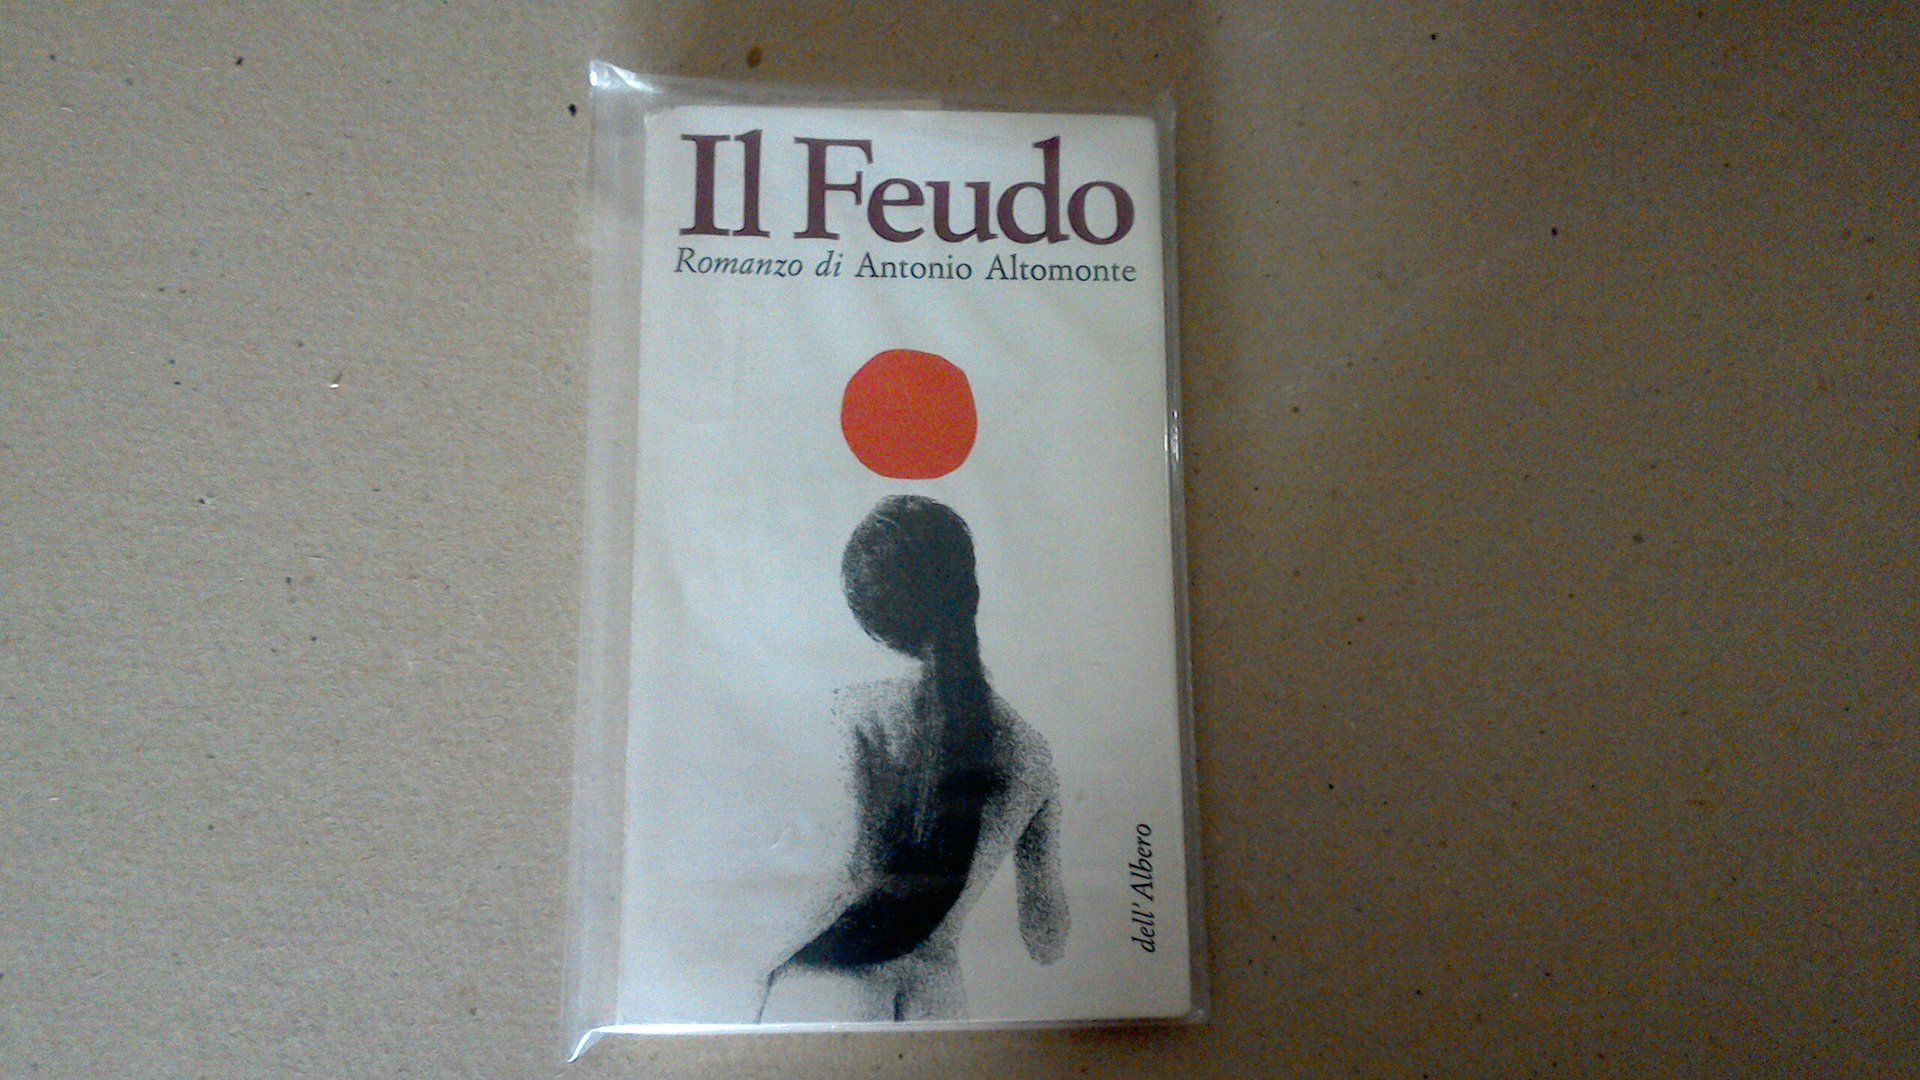 Il Feudo
Romanzo di Antonio Altomonte
dell'Albero